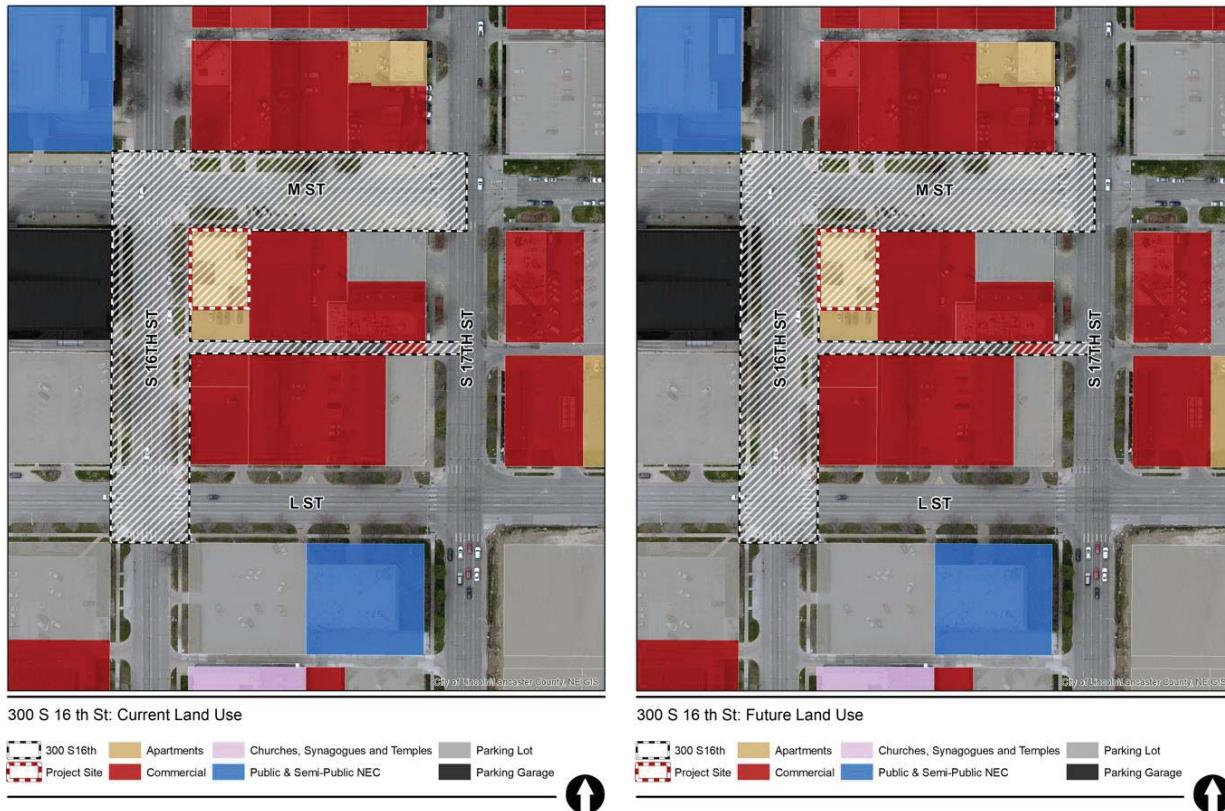 M ST
S 16TH ST
S 17TH ST
L ST
City of Lincoln/Lancaster County, NE GIS
300 S 16 th St: Current Land Use
300 S16th
Apartments
Churches, Synagogues and Temples
Parking Lot
Project Site
Commercial
Public & Semi-Public NEC
Parking Garage
M ST
S 16TH ST
S 17TH ST
L ST
City of Lincoln/Lancaster County, NE GIS
300 S 16 th St: Future Land Use
300 S16th
Apartments
Churches, Synagogues and Temples
Parking Lot
Project Site
Commercial
Public & Semi-Public NEC
Parking Garage